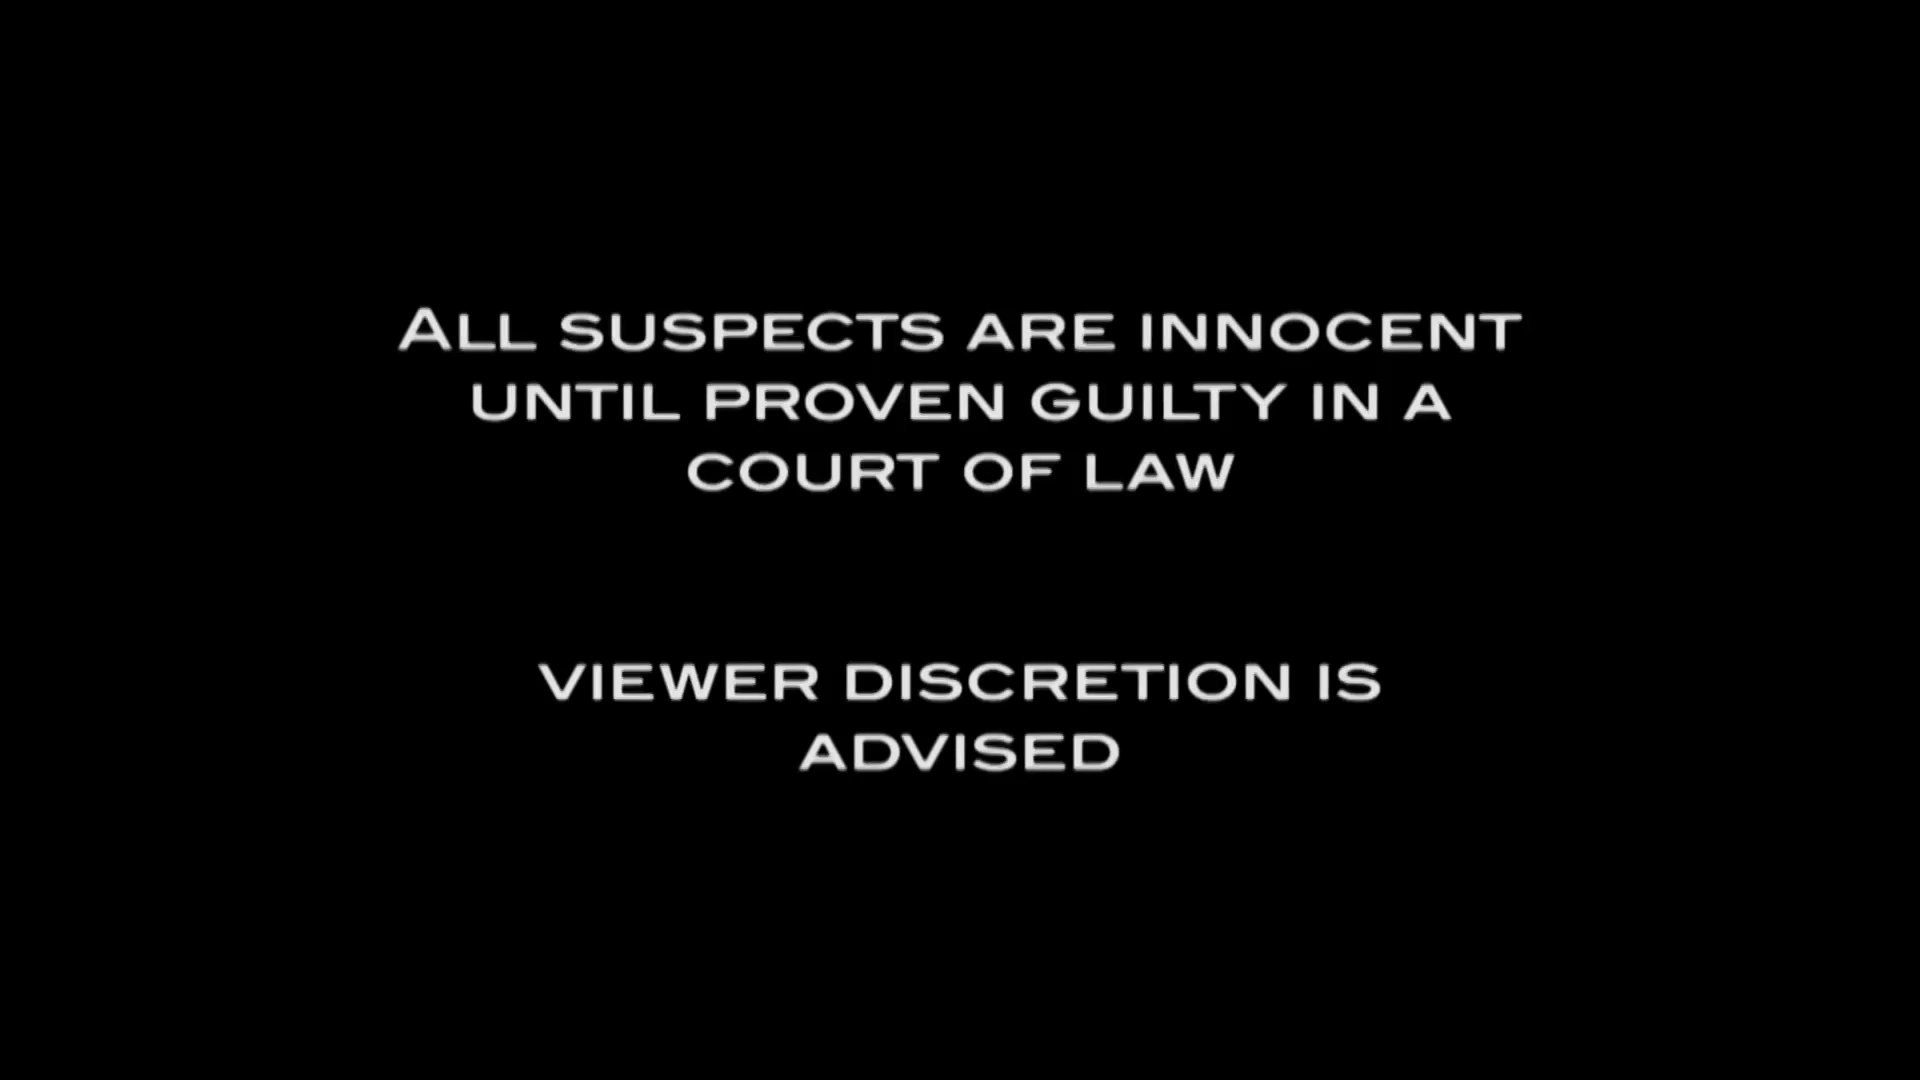 ALL SUSPECTS ARE INNOCENT
UNTIL PROVEN GUILTY IN A
COURT OF LAW
VIEWER DISCRETION IS
ADVISED